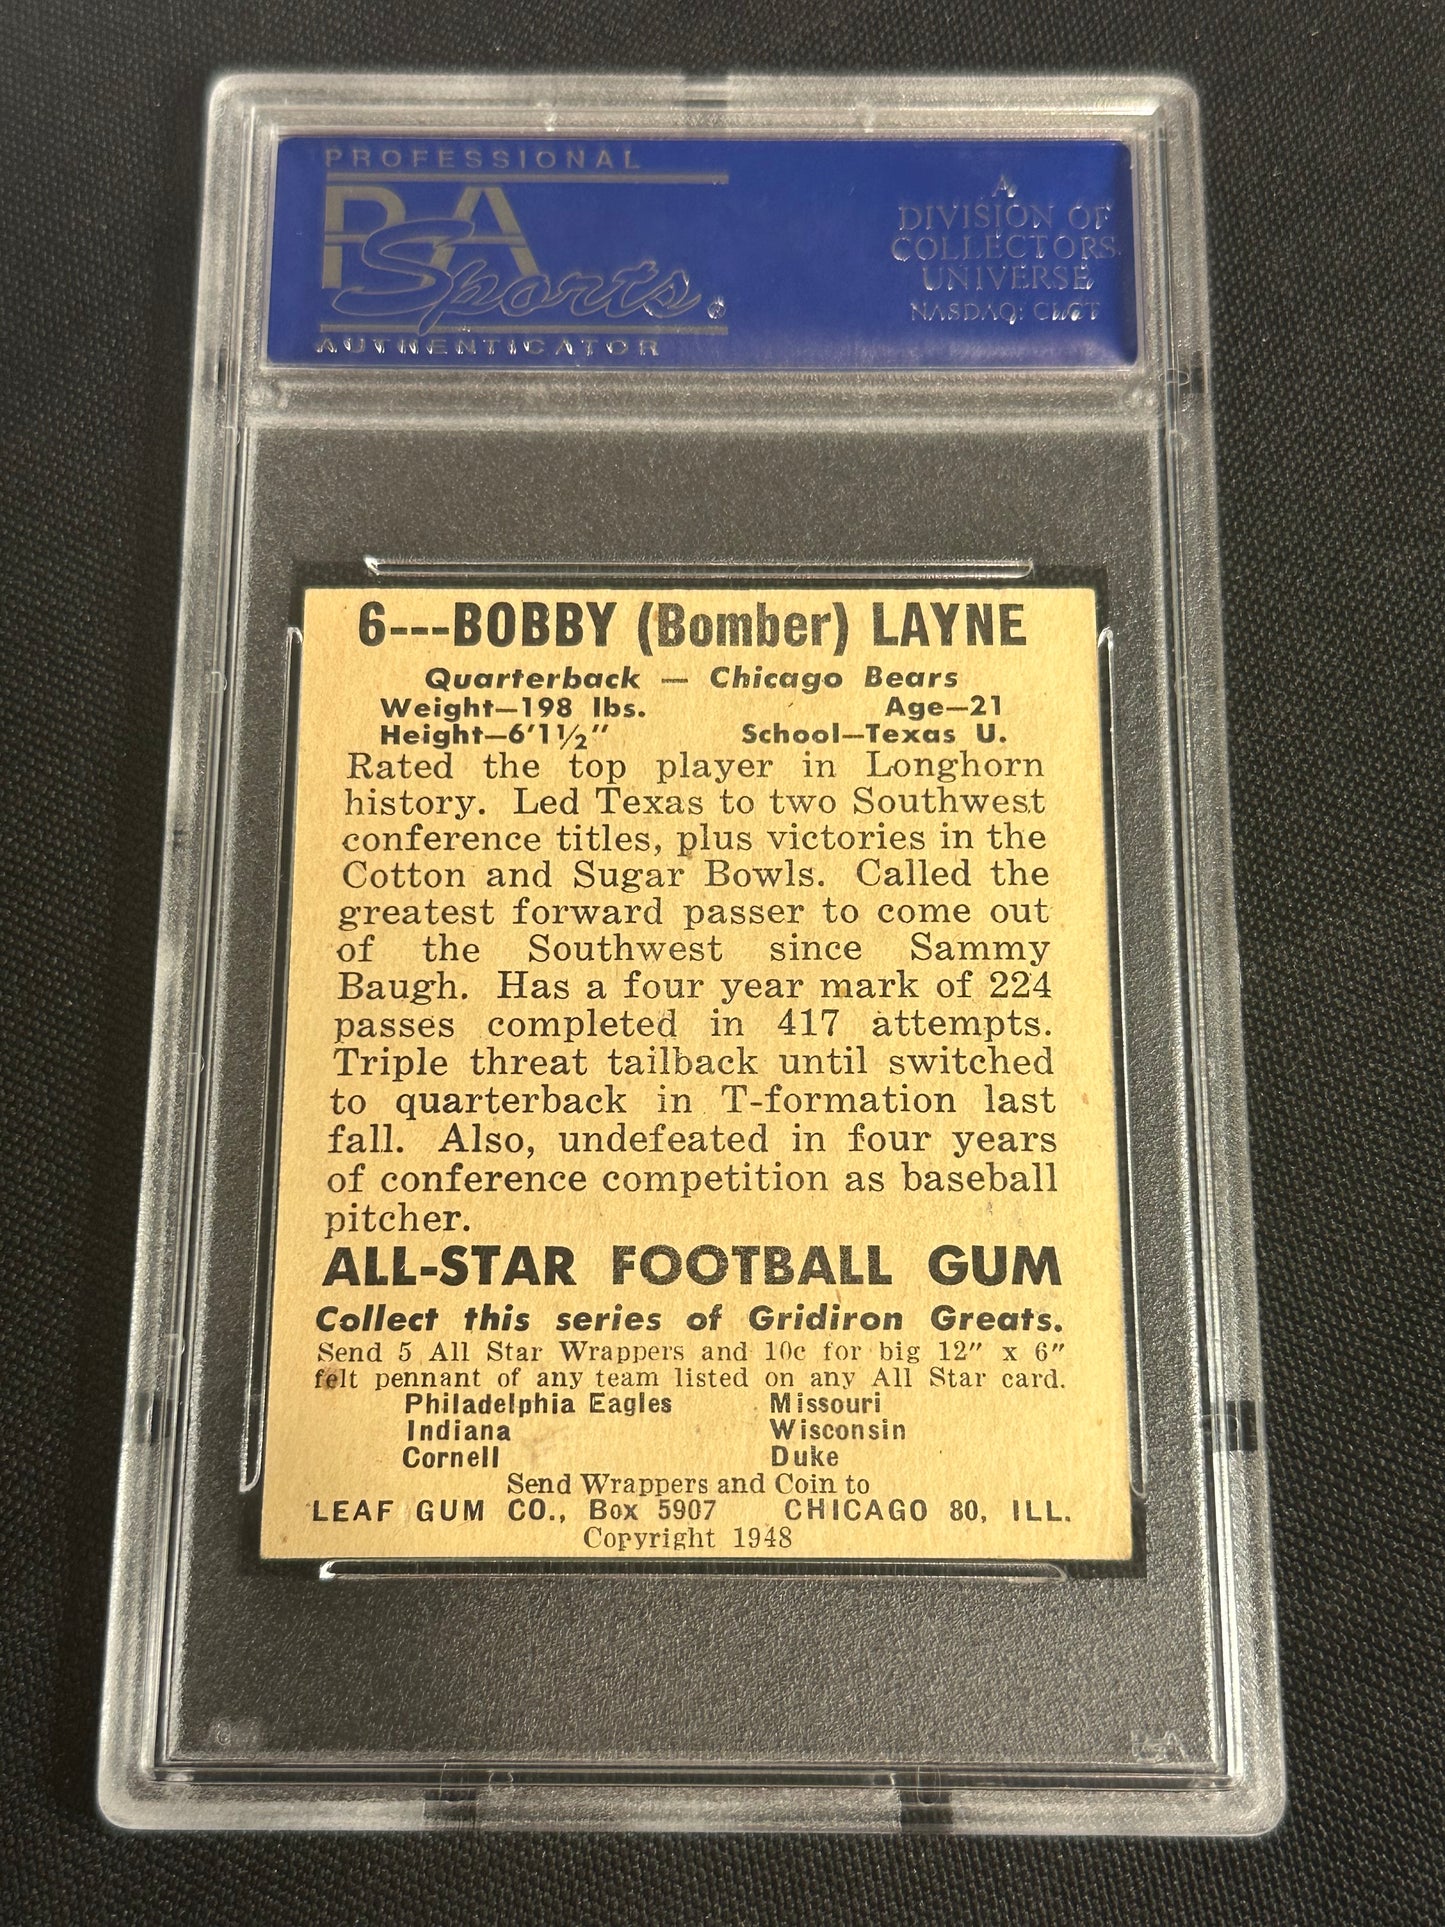 PROFESSIONAL
PSA
Sports
AUTHENTICATOR
A
DIVISION OF
COLLECTORS
UNIVERSE
NASDAQ: CLCT
6---BOBBY (Bomber) LAYNE
Quarterback — Chicago Bears
Weight—198 lbs. Age—21
Height—6'1½" School—Texas U.
Rated the top player in Longhorn
history. Led Texas to two Southwest
conference titles, plus victories in the
Cotton and Sugar Bowls. Called the
greatest forward passer to come out
of the Southwest since Sammy
Baugh. Has a four year mark of 224
passes completed in 417 attempts.
Triple threat tailback until switched
to quarterback in T-formation last
fall. Also, undefeated in four years
of conference competition as baseball
pitcher.
ALL-STAR FOOTBALL GUM
Collect this series of Gridiron Greats.
Send 5 All Star Wrappers and 10c for big 12" x 6"
felt pennant of any team listed on any All Star card.
Philadelphia Eagles Missouri
Indiana Wisconsin
Cornell Duke
Send Wrappers and Coin to
LEAF GUM CO., Box 5907 CHICAGO 80, ILL.
Copyright 1948